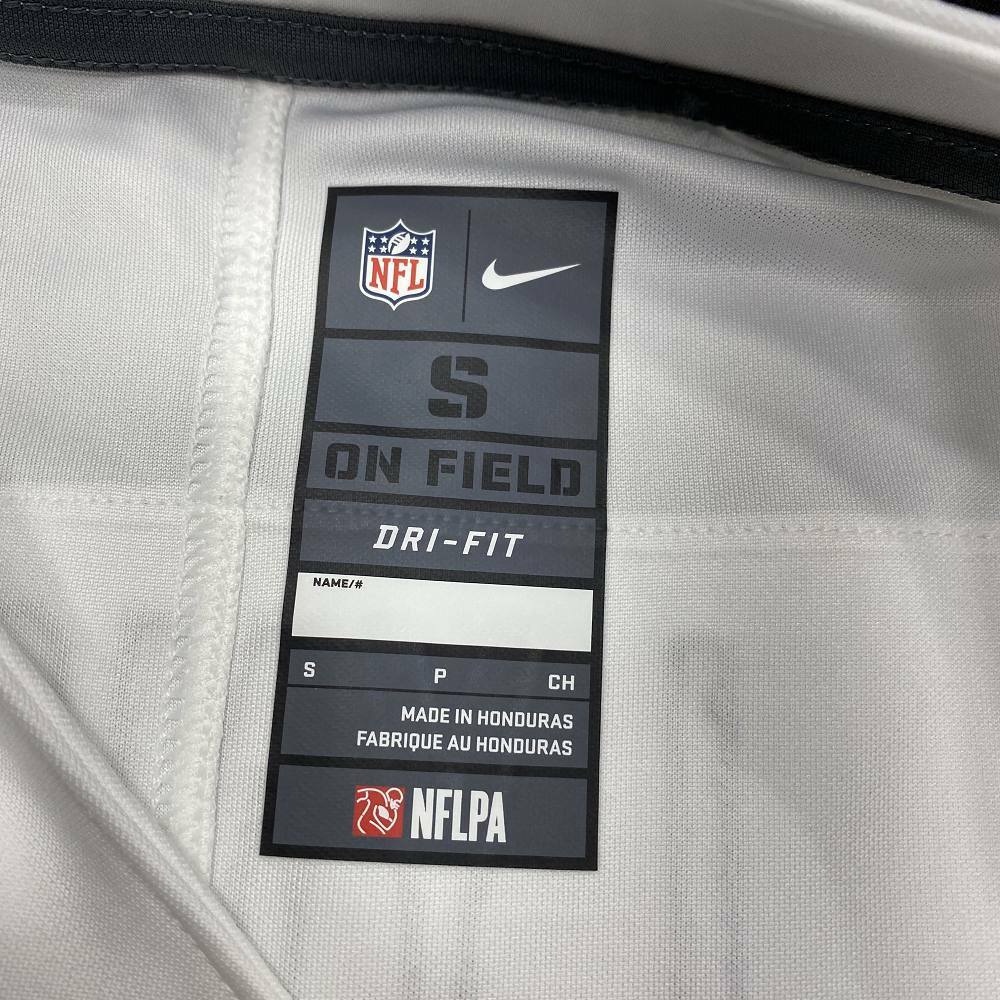 NFL
S
ON FIELD
DRI-FIT
NAME/#
S P CH
MADE IN HONDURAS
FABRIQUE AU HONDURAS
NFLPA